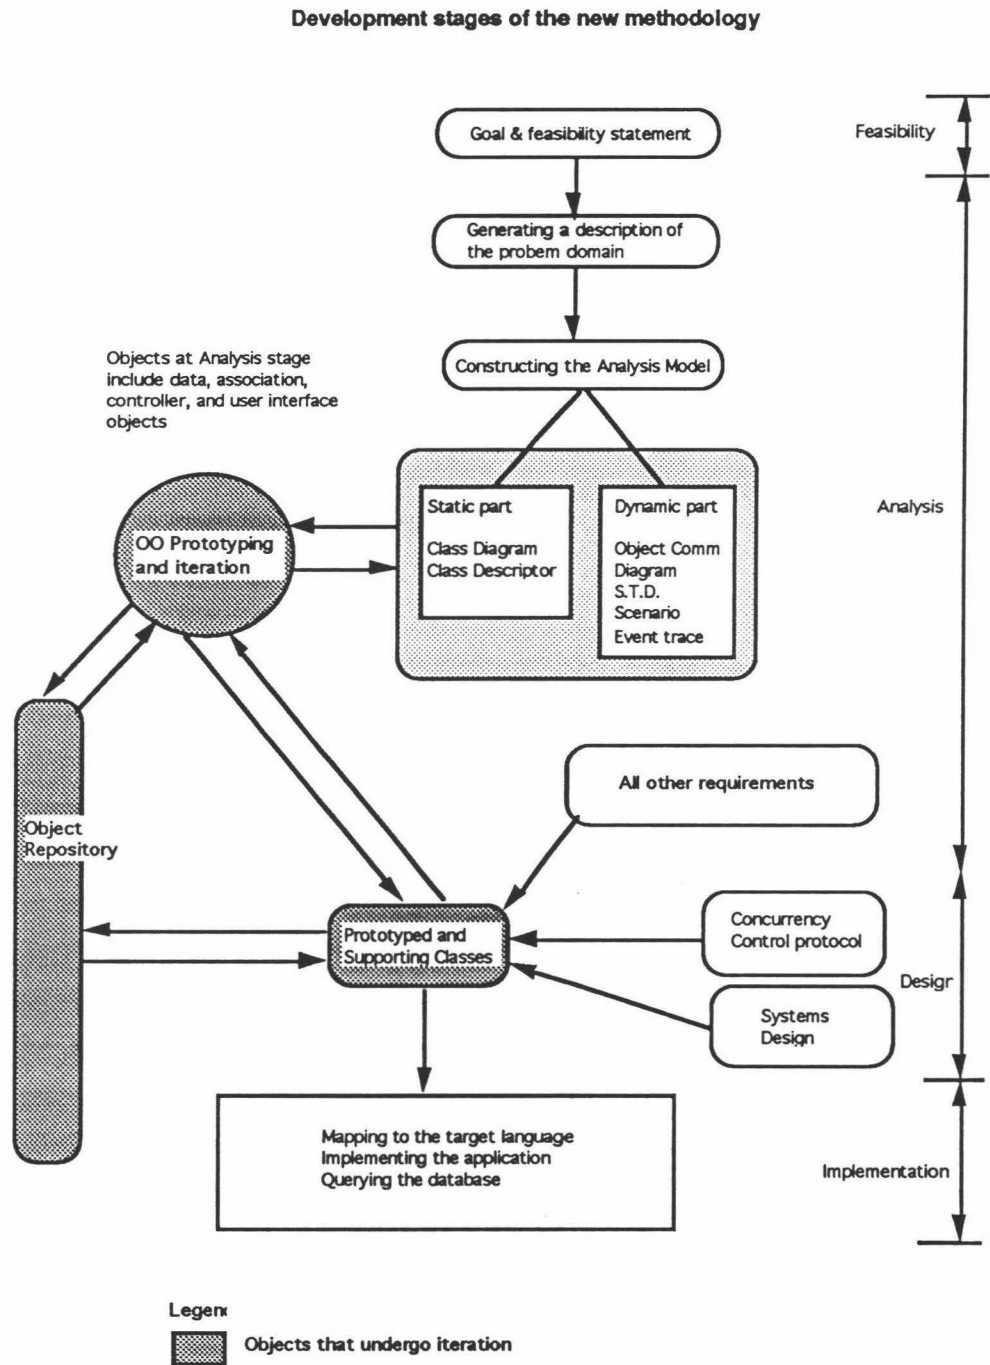 Development stages of the new methodology
Goal & feasibility statement
Feasibility
Generating a description of
the probem domain
Objects at Analysis stage
include data, association,
controller, and user interface
objects
Constructing the Analysis Model
Static part
Class Diagram
Class Descriptor
Dynamic part
Object Comm
Diagram
S.T.D.
Scenario
Event trace
Analysis
OO Prototyping
and iteration
All other requirements
Object
Repository
Prototyped and
Supporting Classes
Concurrency
Control protocol
Desigr
Systems
Design
Mapping to the target language
Implementing the application
Querying the database
Implementation
Legen
Objects that undergo iteration